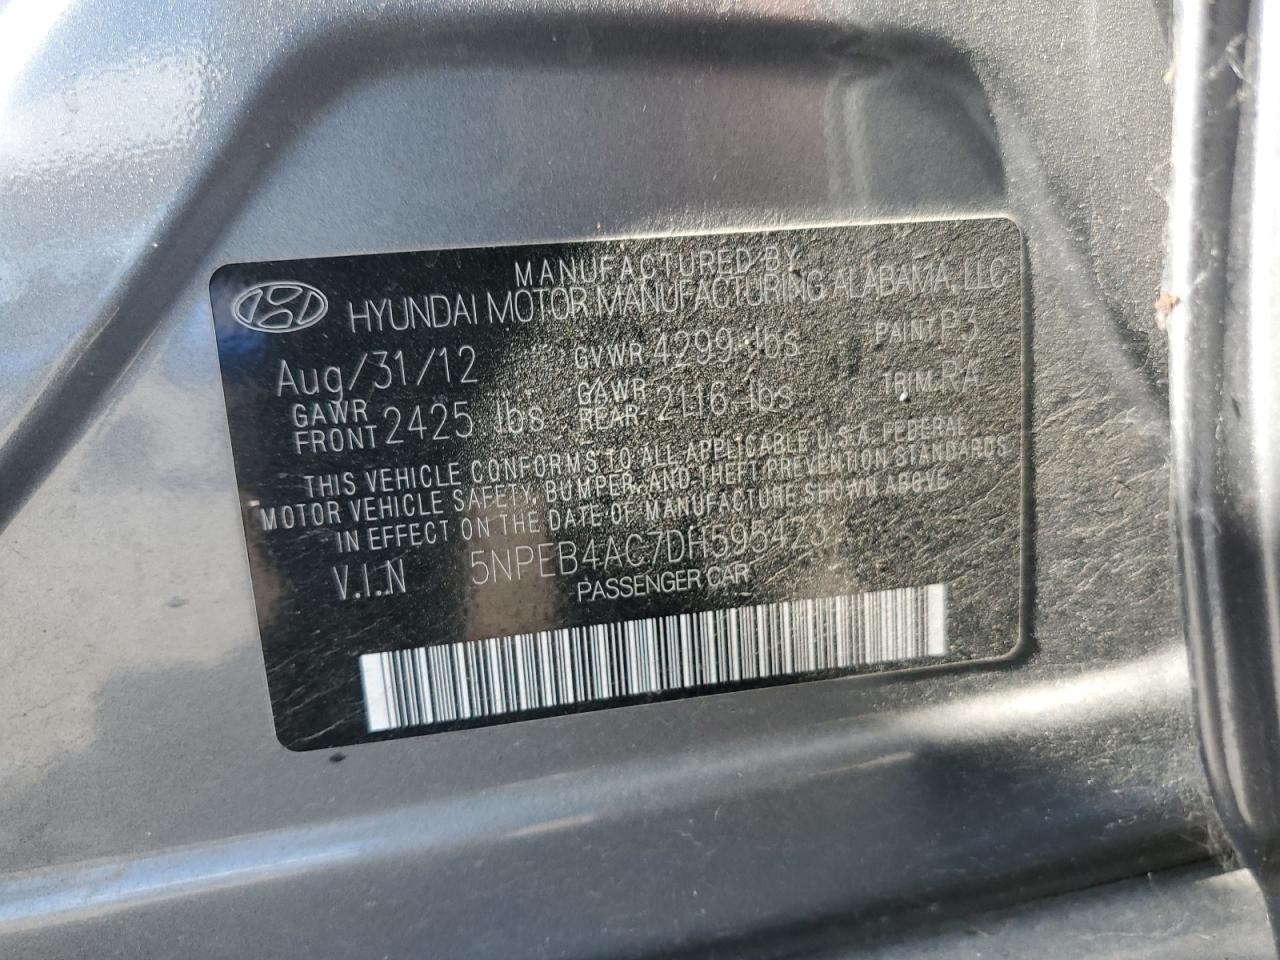 MANUFACTURED BY
HYUNDAI MOTOR MANUFACTURING ALABAMA, LLC
Aug/31/12 GVWR 4299 lbs PAINT P3
GAWR FRONT 2425 lbs GAWR REAR 2116 lbs TRIM RA
THIS VEHICLE CONFORMS TO ALL APPLICABLE U.S.A. FEDERAL
MOTOR VEHICLE SAFETY, BUMPER, AND THEFT PREVENTION STANDARDS
IN EFFECT ON THE DATE OF MANUFACTURE SHOWN ABOVE.
V.I.N 5NPEB4AC7DH595423
PASSENGER CAR